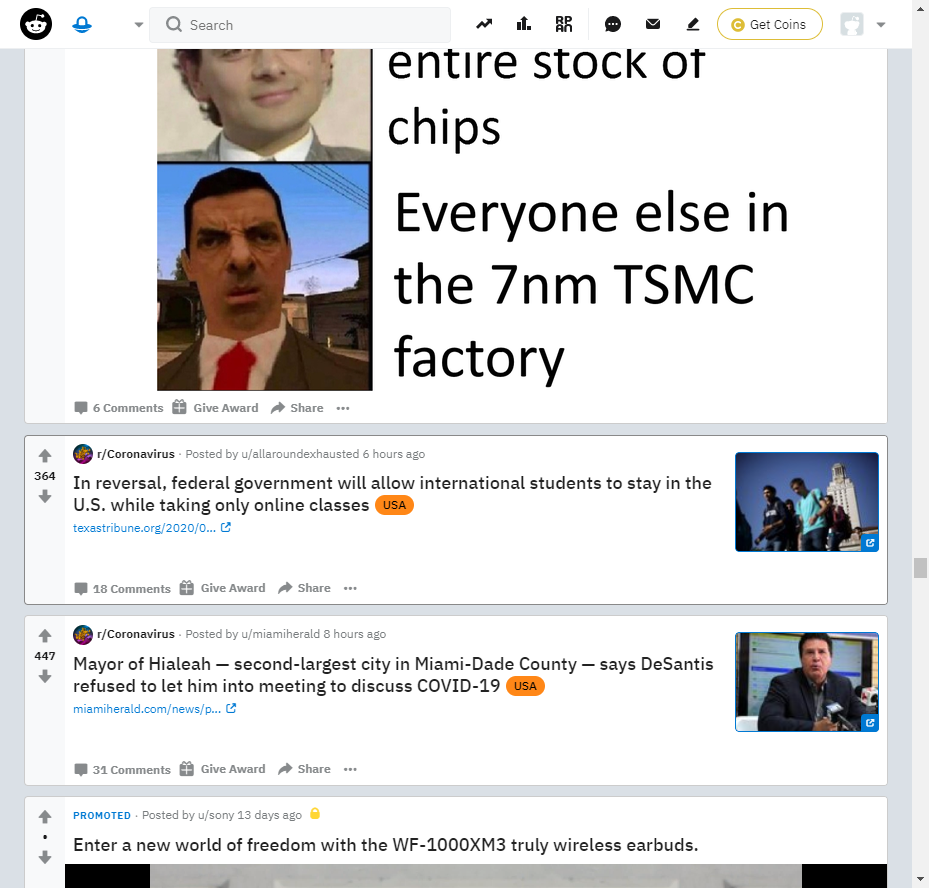 Search
Get Coins
entire stock of
chips
Everyone else in
the 7nm TSMC
factory
6 Comments Give Award Share
r/Coronavirus · Posted by u/allaroundexhausted 6 hours ago
364
In reversal, federal government will allow international students to stay in the
U.S. while taking only online classes USA
texastribune.org/2020/0...
18 Comments Give Award Share
r/Coronavirus · Posted by u/miamiherald 8 hours ago
447
Mayor of Hialeah — second-largest city in Miami-Dade County — says DeSantis
refused to let him into meeting to discuss COVID-19 USA
miamiherald.com/news/p...
31 Comments Give Award Share
PROMOTED · Posted by u/sony 13 days ago
•
Enter a new world of freedom with the WF-1000XM3 truly wireless earbuds.